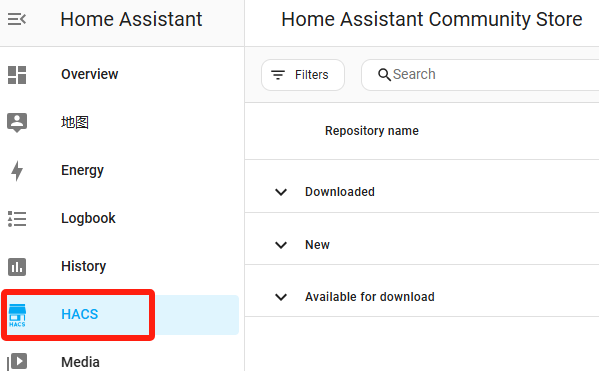 Home Assistant
Home Assistant Community Store
Overview
地图
Energy
Logbook
History
HACS
HACS
Media
Filters
Search
Repository name
Downloaded
New
Available for download